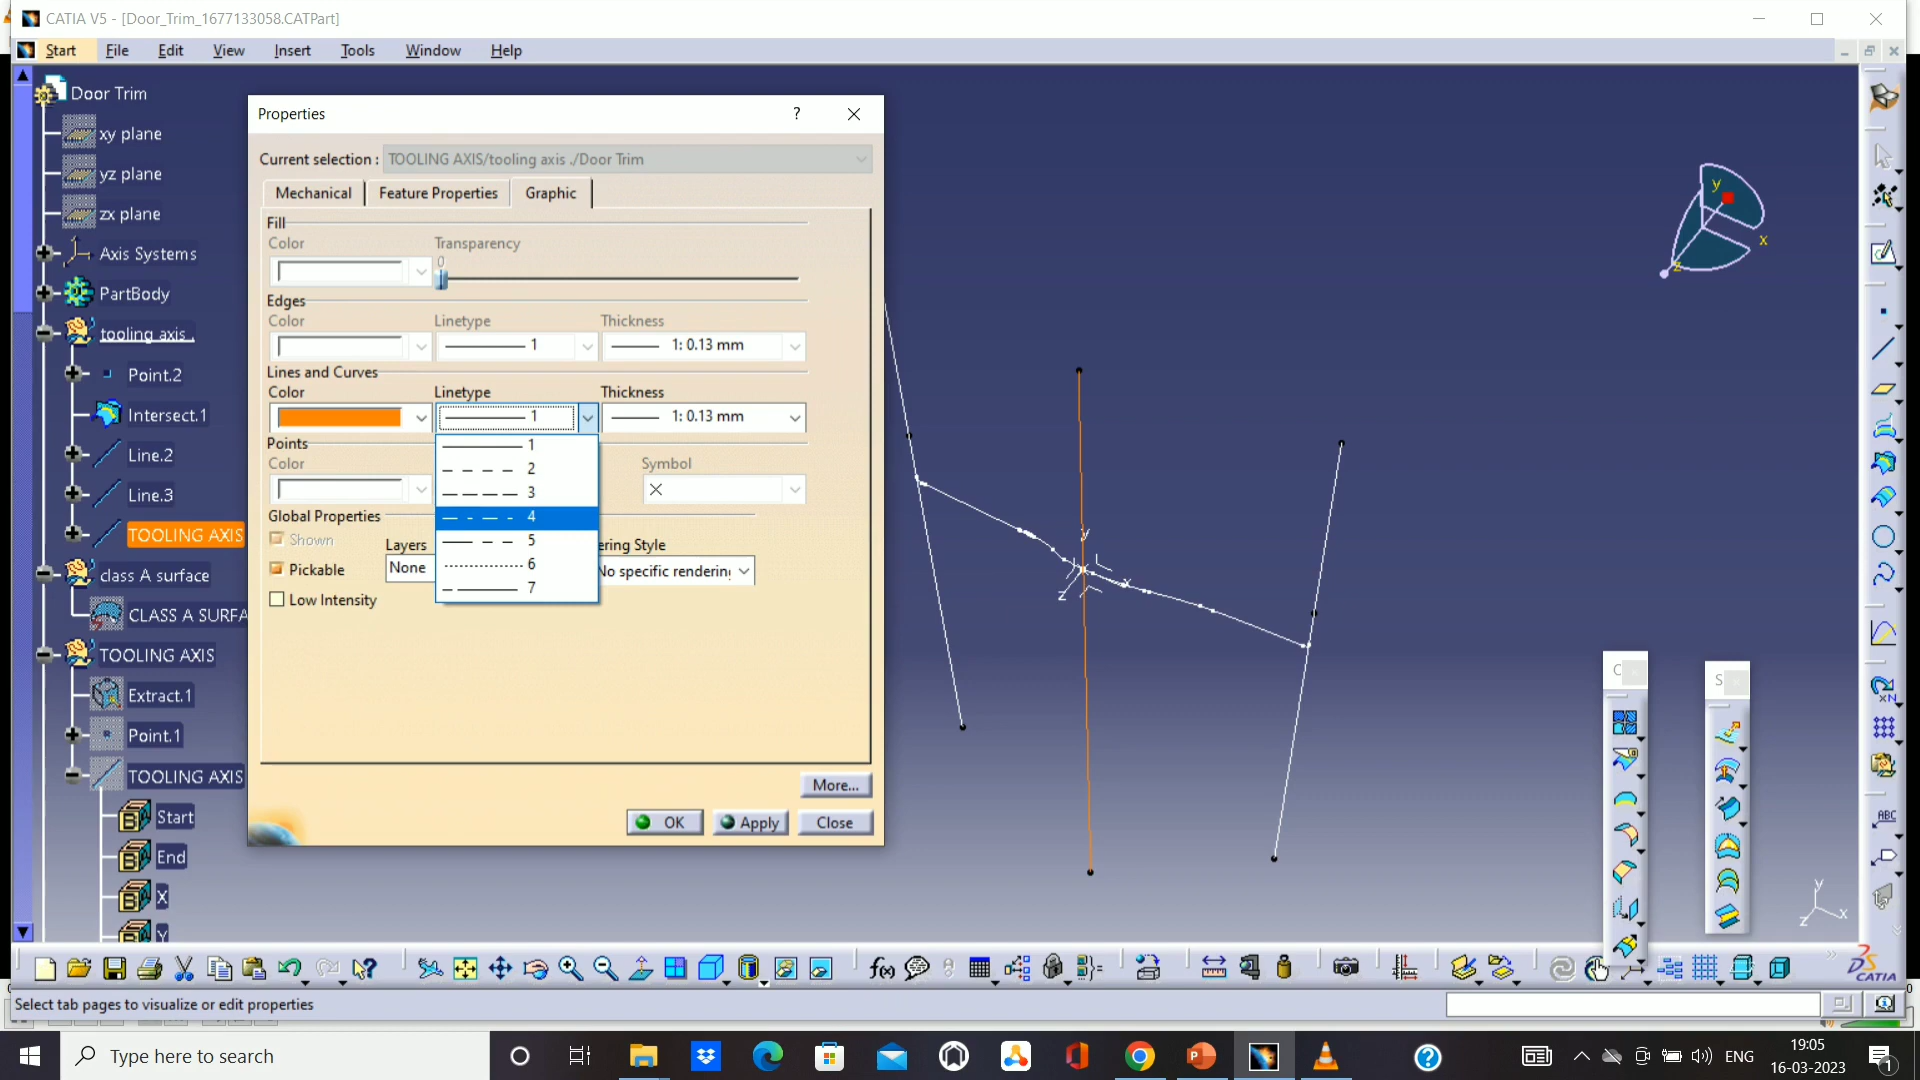 CATIA V5 - [Door_Trim_1677133058.CATPart]
Start File Edit View Insert Tools Window Help
Door Trim
xy plane
yz plane
zx plane
Axis Systems
PartBody
tooling axis .
Point.2
Intersect.1
Line.2
Line.3
TOOLING AXIS
class A surface
CLASS A SURFA
TOOLING AXIS
Extract.1
Point.1
TOOLING AXIS
Start
End
X
Y
Properties
?
Current selection : TOOLING AXIS/tooling axis ./Door Trim
Mechanical Feature Properties Graphic
Fill
Color Transparency
0
Edges
Color Linetype Thickness
1 1: 0.13 mm
Lines and Curves
Color Linetype Thickness
1 1: 0.13 mm
1
2
3
4
5
6
7
Points
Color Symbol
Global Properties
Shown
Layers ering Style
Pickable None No specific renderin
Low Intensity
More...
OK Apply Close
y
x
z
y
x
z
C
S
y
x
z
ABC
xN
f(x)
CATIA
Select tab pages to visualize or edit properties
Type here to search
ENG
19:05
16-03-2023
1